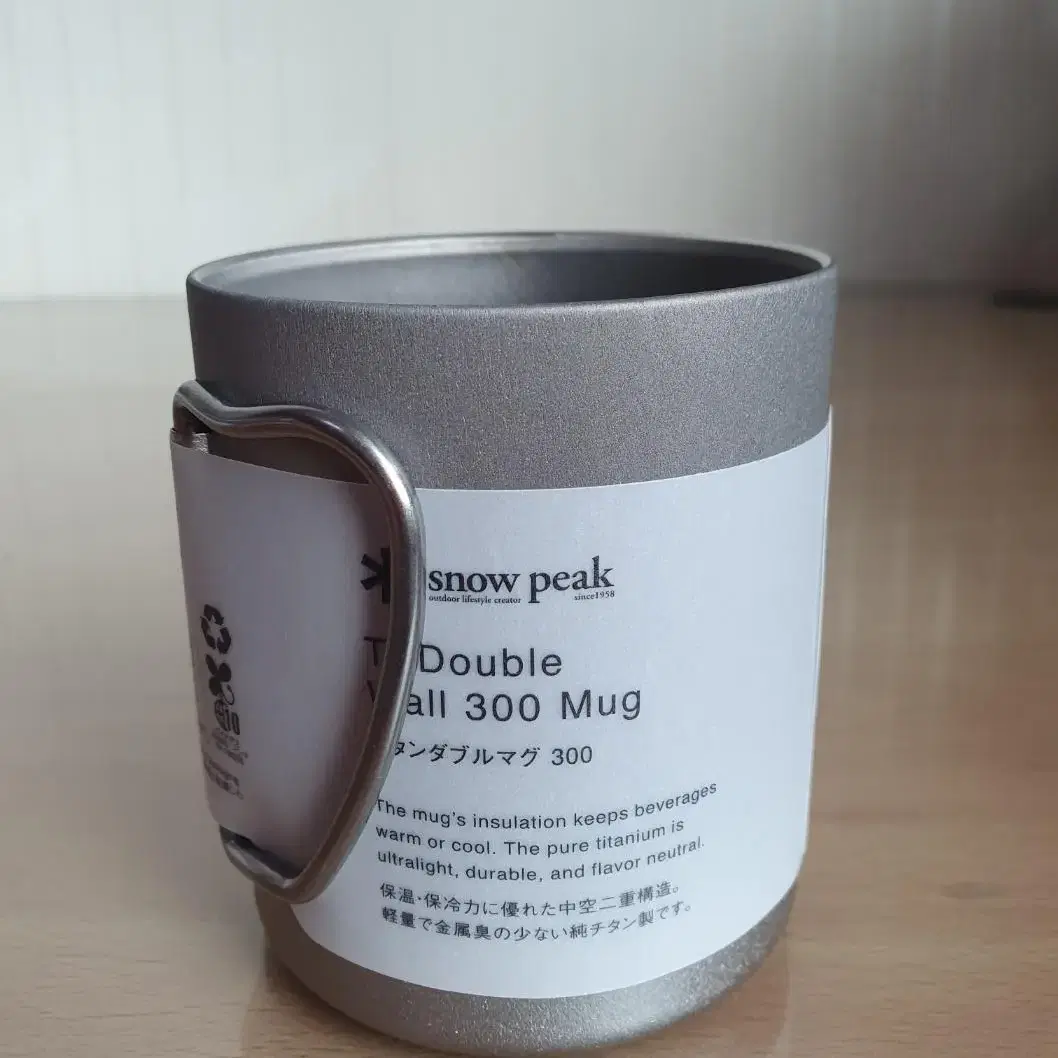 snow peak
outdoor lifestyle creator since1958
Double
all 300 Mug
タンダブルマグ 300
The mug's insulation keeps beverages
warm or cool. The pure titanium is
ultralight, durable, and flavor neutral.
保温・保冷力に優れた中空二重構造。
軽量で金属臭の少ない純チタン製です。